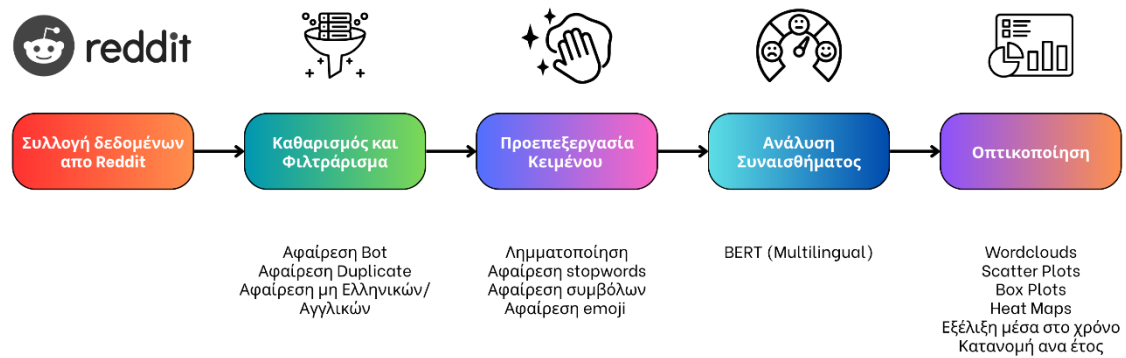 reddit
Συλλογή δεδομένων
απο Reddit
Καθαρισμός και
Φιλτράρισμα
Προεπεξεργασία
Κειμένου
Ανάλυση
Συναισθήματος
Οπτικοποίηση
Αφαίρεση Bot
Αφαίρεση Duplicate
Αφαίρεση μη Ελληνικών/
Αγγλικών
Λημματοποίηση
Αφαίρεση stopwords
Αφαίρεση συμβόλων
Αφαίρεση emoji
BERT (Multilingual)
Wordclouds
Scatter Plots
Box Plots
Heat Maps
Εξέλιξη μέσα στο χρόνο
Κατανομή ανα έτος